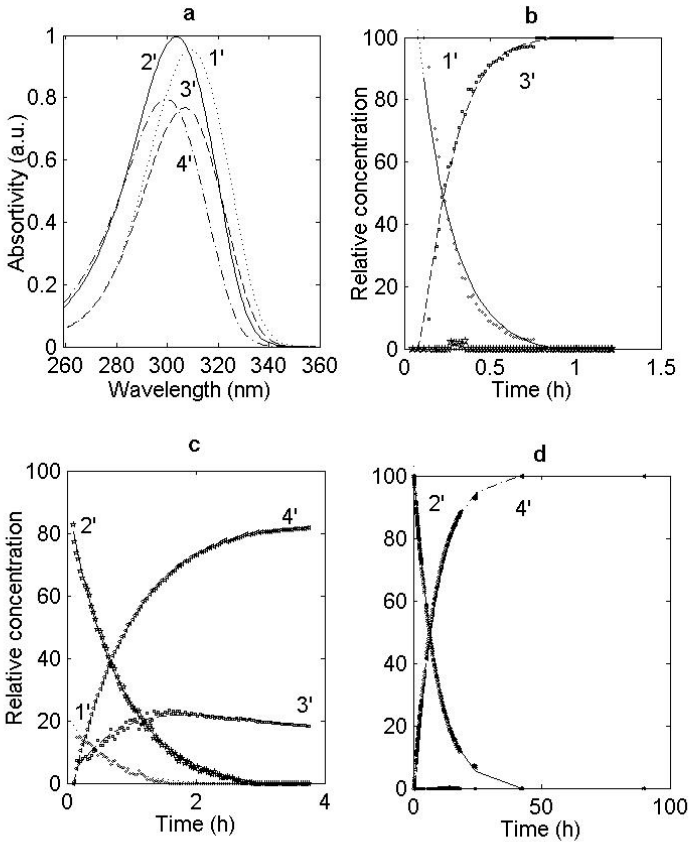 a
1
0.8
0.6
0.4
0.2
0
260 280 300 320 340 360
Absortivity (a.u.)
Wavelength (nm)
2'
1'
3'
4'
b
100
80
60
40
20
0
0 0.5 1 1.5
Relative concentration
Time (h)
1'
3'
c
100
80
60
40
20
0
0 2 4
Relative concentration
Time (h)
2'
4'
1'
3'
d
100
80
60
40
20
0
0 50 100
Time (h)
2'
4'